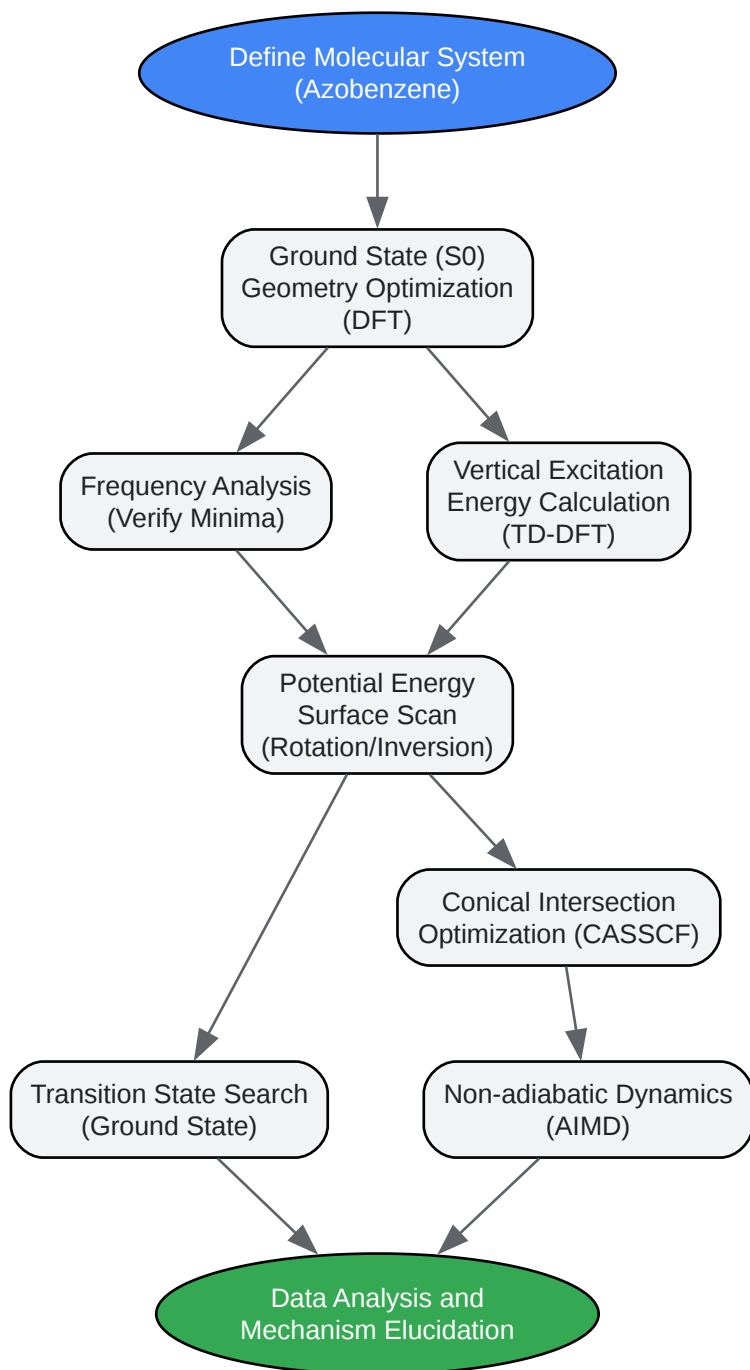 Define Molecular System
(Azobenzene)
Ground State (S0)
Geometry Optimization
(DFT)
Frequency Analysis
(Verify Minima)
Vertical Excitation
Energy Calculation
(TD-DFT)
Potential Energy
Surface Scan
(Rotation/Inversion)
Conical Intersection
Optimization (CASSCF)
Transition State Search
(Ground State)
Non-adiabatic Dynamics
(AIMD)
Data Analysis and
Mechanism Elucidation